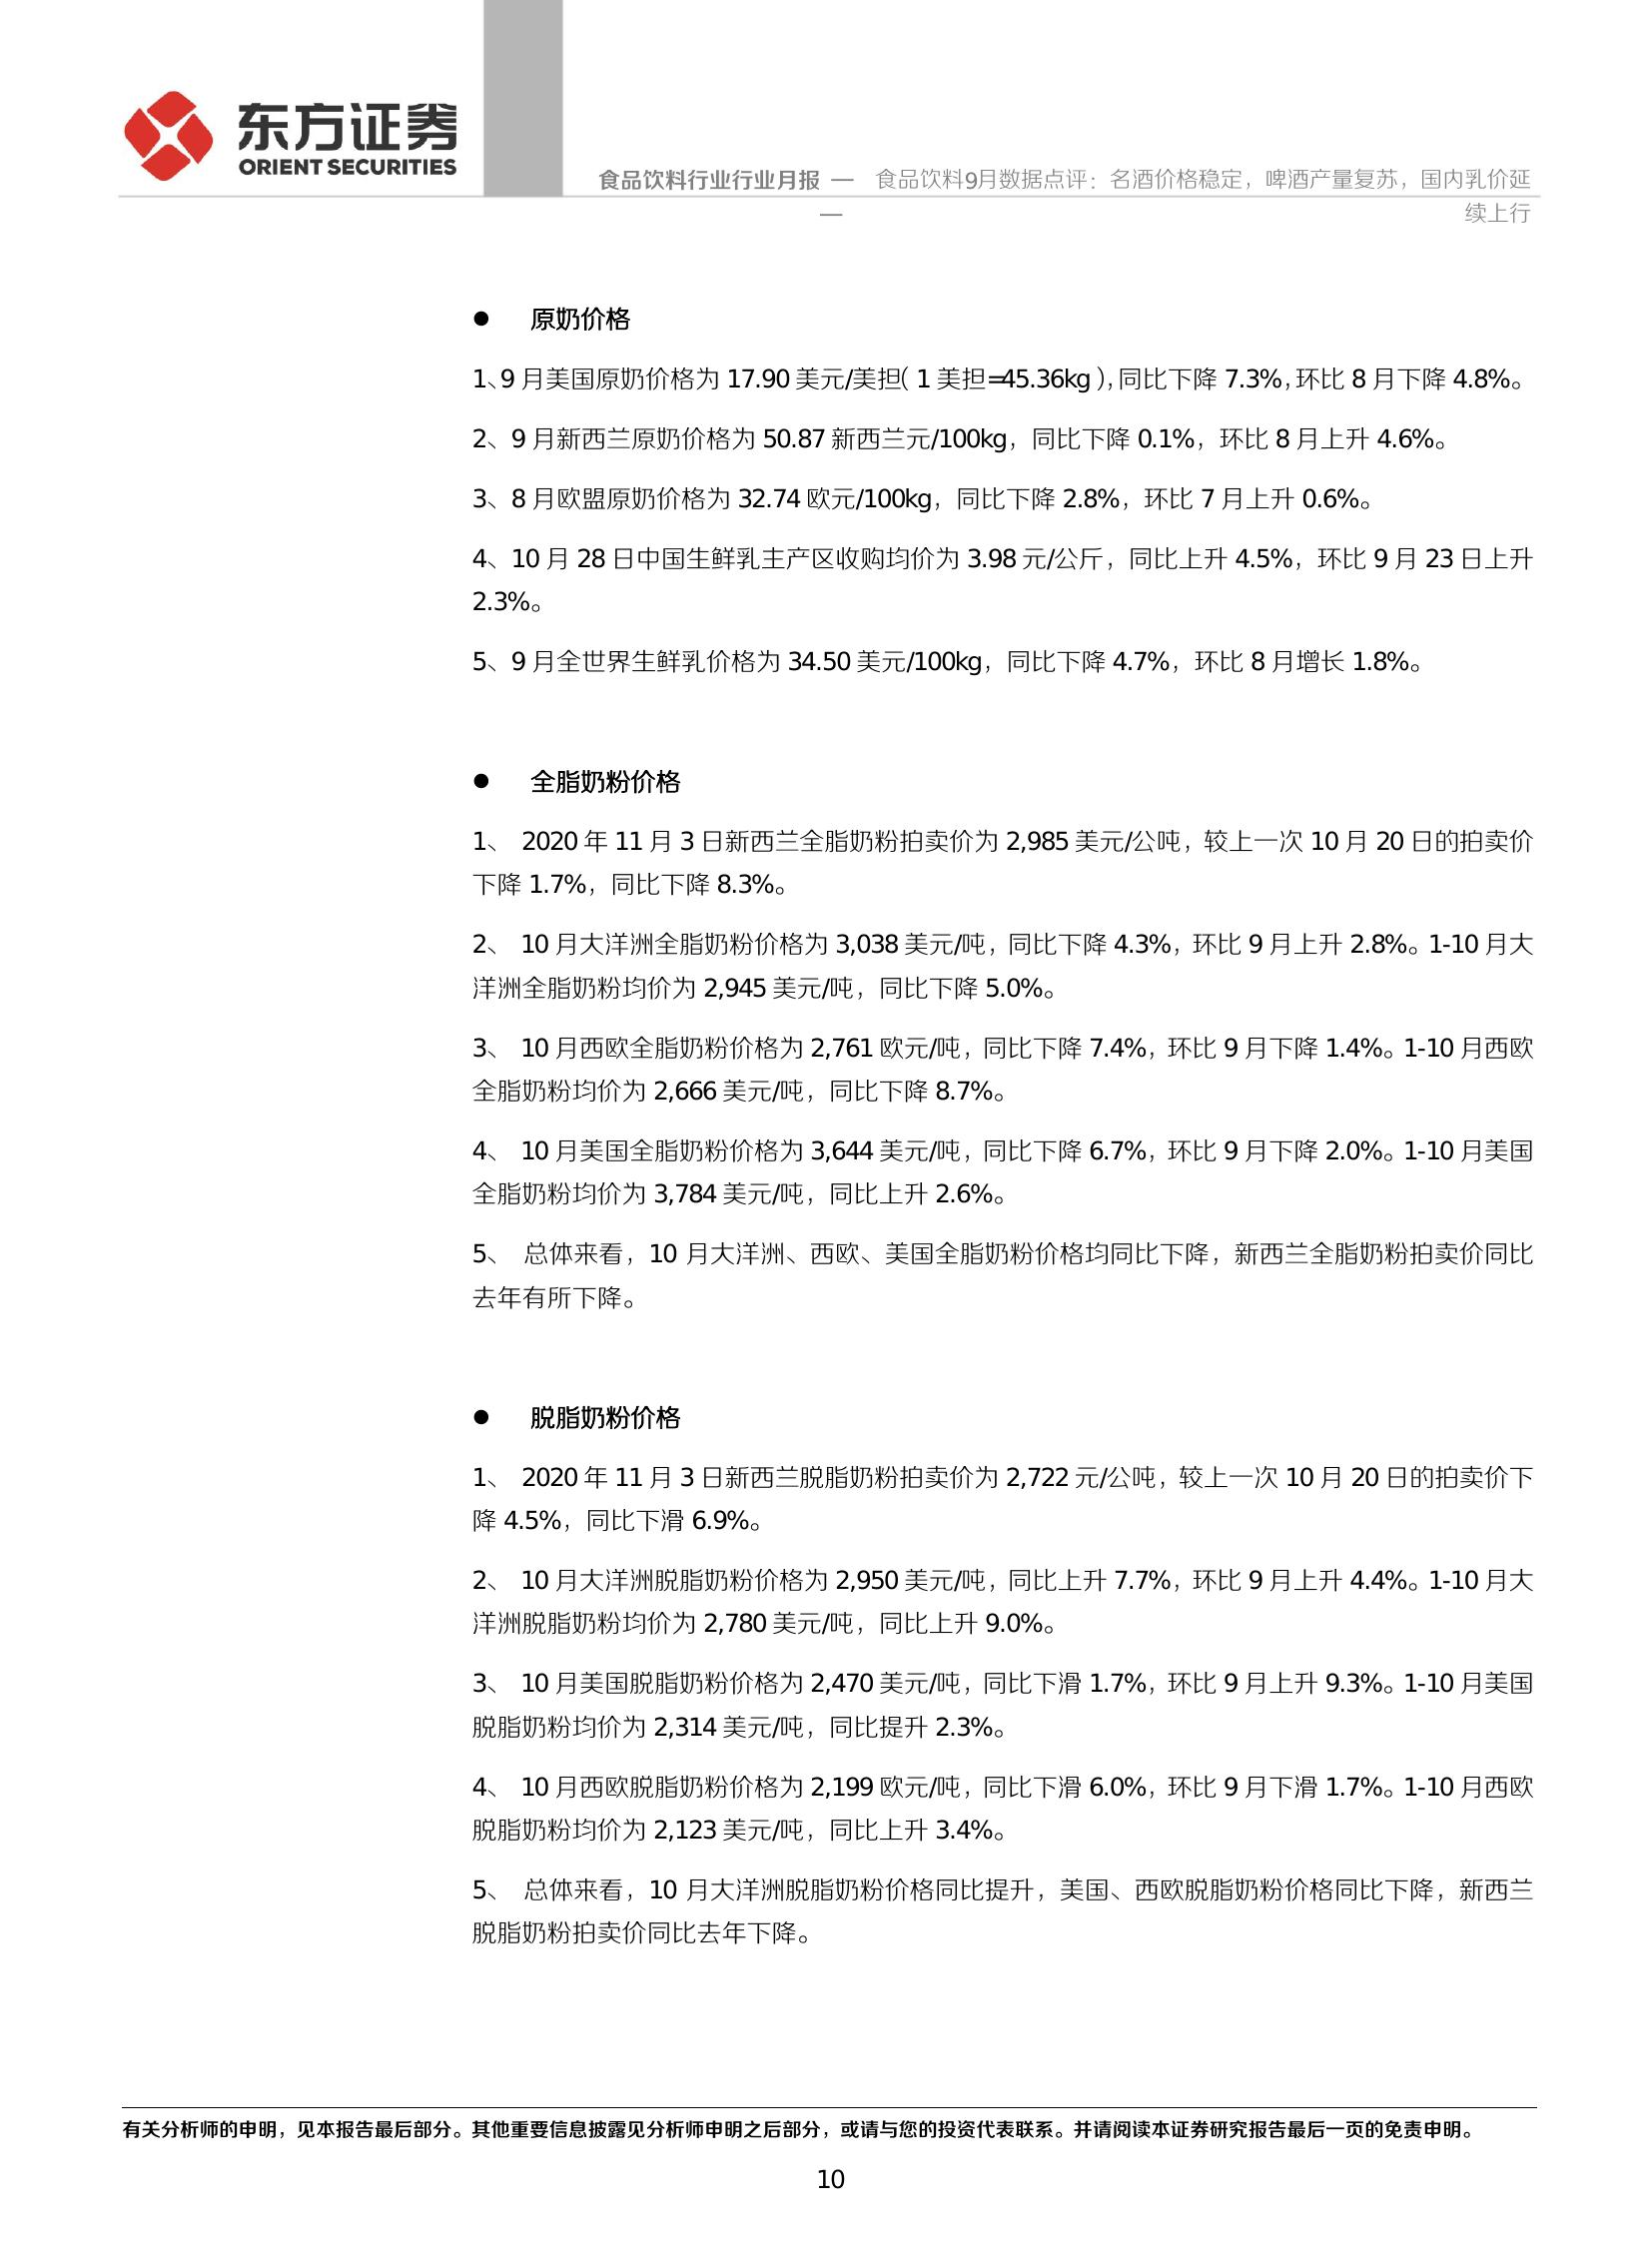 东方证券
ORIENT SECURITIES
食品饮料行业行业月报 — 食品饮料9月数据点评：名酒价格稳定，啤酒产量复苏，国内乳价延
—
续上行
● 原奶价格
1、9 月美国原奶价格为 17.90 美元/美担（1 美担=45.36kg），同比下降 7.3%，环比 8 月下降 4.8%。
2、9 月新西兰原奶价格为 50.87 新西兰元/100kg，同比下降 0.1%，环比 8 月上升 4.6%。
3、8 月欧盟原奶价格为 32.74 欧元/100kg，同比下降 2.8%，环比 7 月上升 0.6%。
4、10 月 28 日中国生鲜乳主产区收购均价为 3.98 元/公斤，同比上升 4.5%，环比 9 月 23 日上升
2.3%。
5、9 月全世界生鲜乳价格为 34.50 美元/100kg，同比下降 4.7%，环比 8 月增长 1.8%。
● 全脂奶粉价格
1、 2020 年 11 月 3 日新西兰全脂奶粉拍卖价为 2,985 美元/公吨，较上一次 10 月 20 日的拍卖价
下降 1.7%，同比下降 8.3%。
2、 10 月大洋洲全脂奶粉价格为 3,038 美元/吨，同比下降 4.3%，环比 9 月上升 2.8%。1-10 月大
洋洲全脂奶粉均价为 2,945 美元/吨，同比下降 5.0%。
3、 10 月西欧全脂奶粉价格为 2,761 欧元/吨，同比下降 7.4%，环比 9 月下降 1.4%。1-10 月西欧
全脂奶粉均价为 2,666 美元/吨，同比下降 8.7%。
4、 10 月美国全脂奶粉价格为 3,644 美元/吨，同比下降 6.7%，环比 9 月下降 2.0%。1-10 月美国
全脂奶粉均价为 3,784 美元/吨，同比上升 2.6%。
5、 总体来看，10 月大洋洲、西欧、美国全脂奶粉价格均同比下降，新西兰全脂奶粉拍卖价同比
去年有所下降。
● 脱脂奶粉价格
1、 2020 年 11 月 3 日新西兰脱脂奶粉拍卖价为 2,722 元/公吨，较上一次 10 月 20 日的拍卖价下
降 4.5%，同比下滑 6.9%。
2、 10 月大洋洲脱脂奶粉价格为 2,950 美元/吨，同比上升 7.7%，环比 9 月上升 4.4%。1-10 月大
洋洲脱脂奶粉均价为 2,780 美元/吨，同比上升 9.0%。
3、 10 月美国脱脂奶粉价格为 2,470 美元/吨，同比下滑 1.7%，环比 9 月上升 9.3%。1-10 月美国
脱脂奶粉均价为 2,314 美元/吨，同比提升 2.3%。
4、 10 月西欧脱脂奶粉价格为 2,199 欧元/吨，同比下滑 6.0%，环比 9 月下滑 1.7%。1-10 月西欧
脱脂奶粉均价为 2,123 美元/吨，同比上升 3.4%。
5、 总体来看，10 月大洋洲脱脂奶粉价格同比提升，美国、西欧脱脂奶粉价格同比下降，新西兰
脱脂奶粉拍卖价同比去年下降。
有关分析师的申明，见本报告最后部分。其他重要信息披露见分析师申明之后部分，或请与您的投资代表联系。并请阅读本证券研究报告最后一页的免责申明。
10